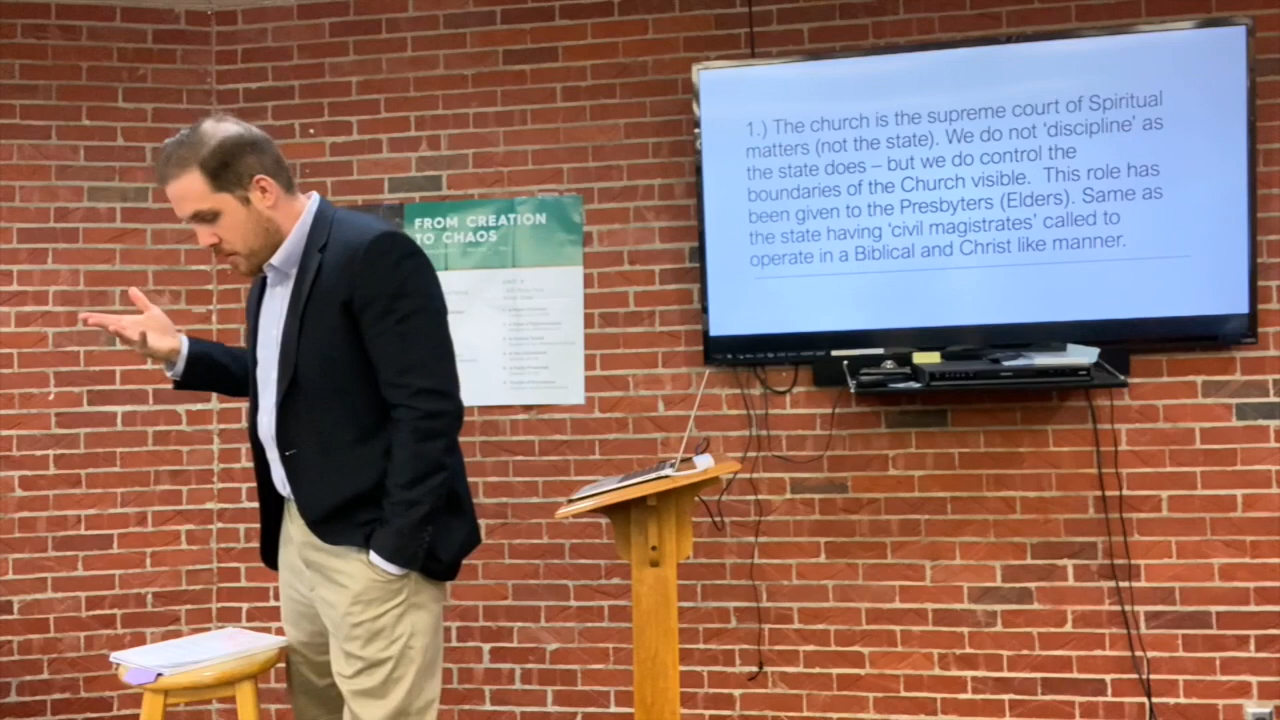 FROM CREATION
TO CHAOS
1.) The church is the supreme court of Spiritual
matters (not the state). We do not ‘discipline’ as
the state does – but we do control the
boundaries of the Church visible. This role has
been given to the Presbyters (Elders). Same as
the state having ‘civil magistrates’ called to
operate in a Biblical and Christ like manner.